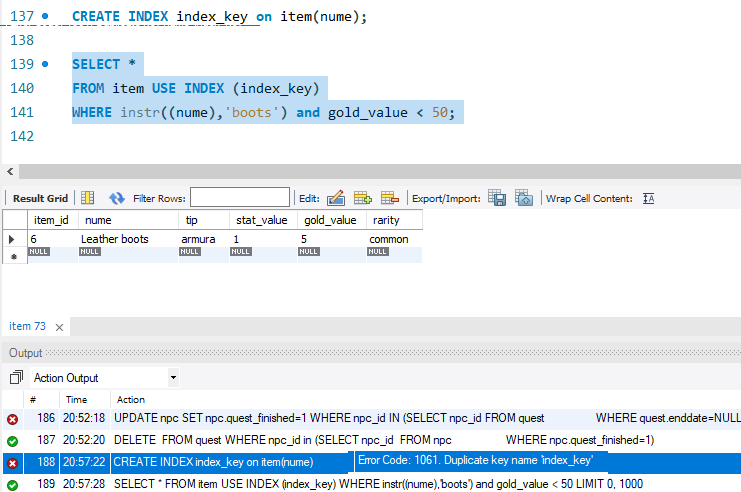 137 CREATE INDEX index_key on item(nume);
138
139 SELECT *
140 FROM item USE INDEX (index_key)
141 WHERE instr((nume),'boots') and gold_value < 50;
142
Result Grid Filter Rows: Edit: Export/Import: Wrap Cell Content:
item_id nume tip stat_value gold_value rarity
6 Leather boots armura 1 5 common
NULL NULL NULL NULL NULL NULL
item 73
Output
Action Output
# Time Action
186 20:52:18 UPDATE npc SET npc.quest_finished=1 WHERE npc_id IN (SELECT npc_id FROM quest WHERE quest.enddate=NULL
187 20:52:20 DELETE FROM quest WHERE npc_id in (SELECT npc_id FROM npc WHERE npc.quest_finished=1)
188 20:57:22 CREATE INDEX index_key on item(nume) Error Code: 1061. Duplicate key name 'index_key'
189 20:57:28 SELECT * FROM item USE INDEX (index_key) WHERE instr((nume),'boots') and gold_value < 50 LIMIT 0, 1000